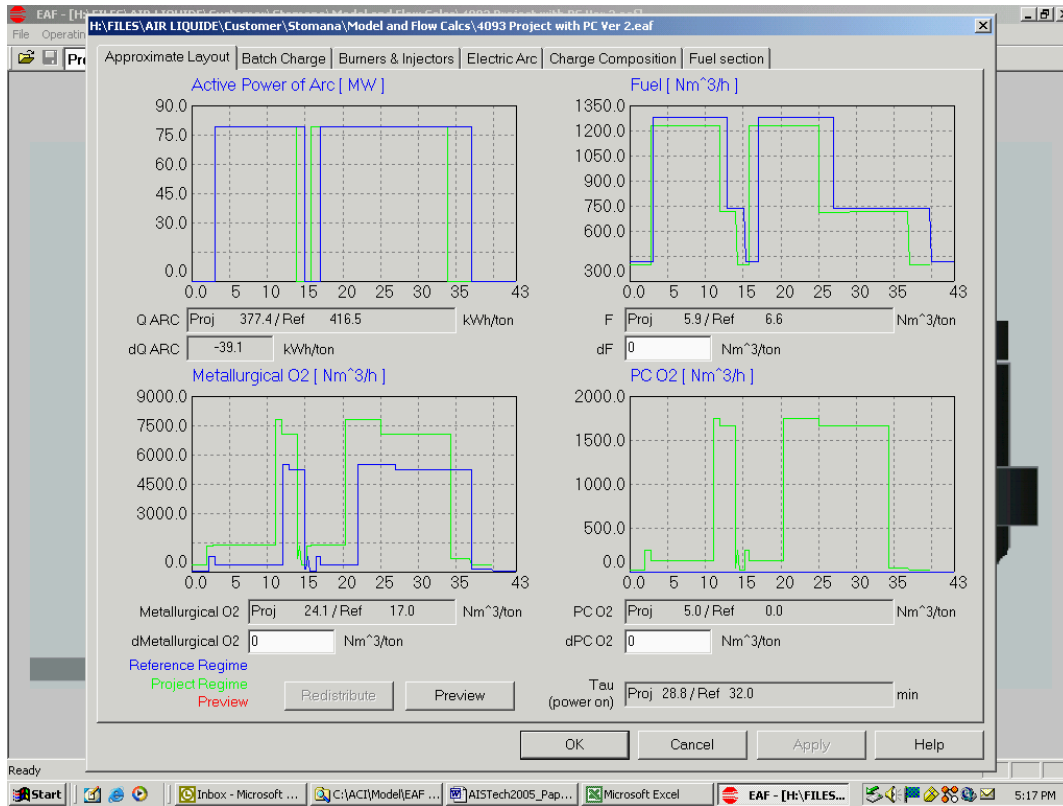 EAF - [H:\FILES\AIR LIQUIDE\Customer\Stomana\Model and Flow Calcs\4093 Project with PC Ver 2.eaf]
H:\FILES\AIR LIQUIDE\Customer\Stomana\Model and Flow Calcs\4093 Project with PC Ver 2.eaf
File Operatin
Approximate Layout Batch Charge Burners & Injectors Electric Arc Charge Composition Fuel section
Active Power of Arc [ MW ]
90.0
75.0
60.0
45.0
30.0
0.0
0.0 5 10 15 20 25 30 35 43
Q ARC Proj 377.4 / Ref 416.5 kWh/ton
dQ ARC -39.1 kWh/ton
Fuel [ Nm^3/h ]
1350.0
1200.0
1050.0
900.0
750.0
600.0
300.0
0.0 5 10 15 20 25 30 35 43
F Proj 5.9 / Ref 6.6 Nm^3/ton
dF 0 Nm^3/ton
Metallurgical O2 [ Nm^3/h ]
9000.0
7500.0
6000.0
4500.0
3000.0
0.0
0.0 5 10 15 20 25 30 35 43
Metallurgical O2 Proj 24.1 / Ref 17.0 Nm^3/ton
dMetallurgical O2 0 Nm^3/ton
PC O2 [ Nm^3/h ]
2000.0
1500.0
1000.0
500.0
0.0
0.0 5 10 15 20 25 30 35 43
PC O2 Proj 5.0 / Ref 0.0 Nm^3/ton
dPC O2 0 Nm^3/ton
Reference Regime
Project Regime
Preview
Redistribute Preview
Tau
(power on) Proj 28.8 / Ref 32.0 min
OK Cancel Apply Help
Ready
Start Inbox - Microsoft ... C:\ACI\Model\EAF ... AISTech2005_Pap... Microsoft Excel EAF - [H:\FILES... 5:17 PM